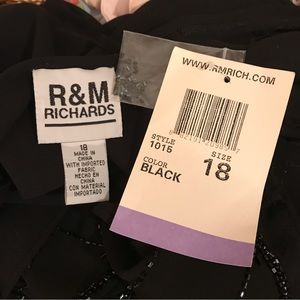 R&M
RICHARDS
18
MADE IN
CHINA
WITH IMPORTED
FABRIC
HECHO EN
CHINA
CON MATERIAL
IMPORTADO
WWW.RMRICH.COM
STYLE
1015
SIZE
18
COLOR
BLACK